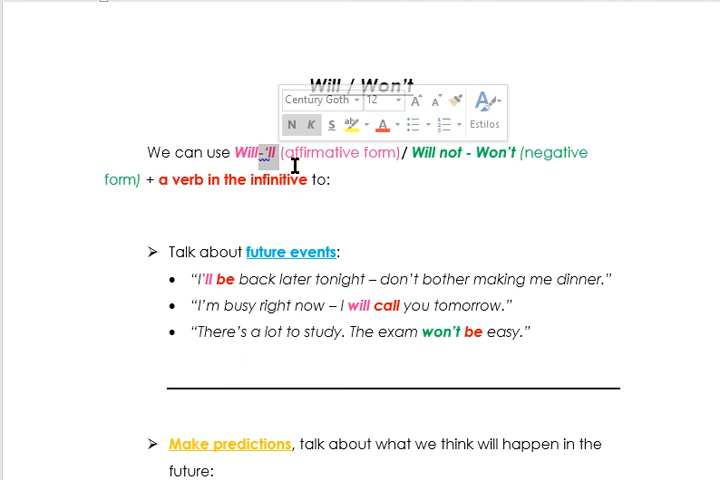 Will / Won't
Century Goth 12 A A A
N K S aby A Estilos
We can use Will-'ll (affirmative form)/ Will not - Won't (negative
form) + a verb in the infinitive to:
➢ Talk about future events:
• "I'll be back later tonight – don't bother making me dinner."
• "I'm busy right now – I will call you tomorrow."
• "There's a lot to study. The exam won't be easy."
➢ Make predictions, talk about what we think will happen in the
future: